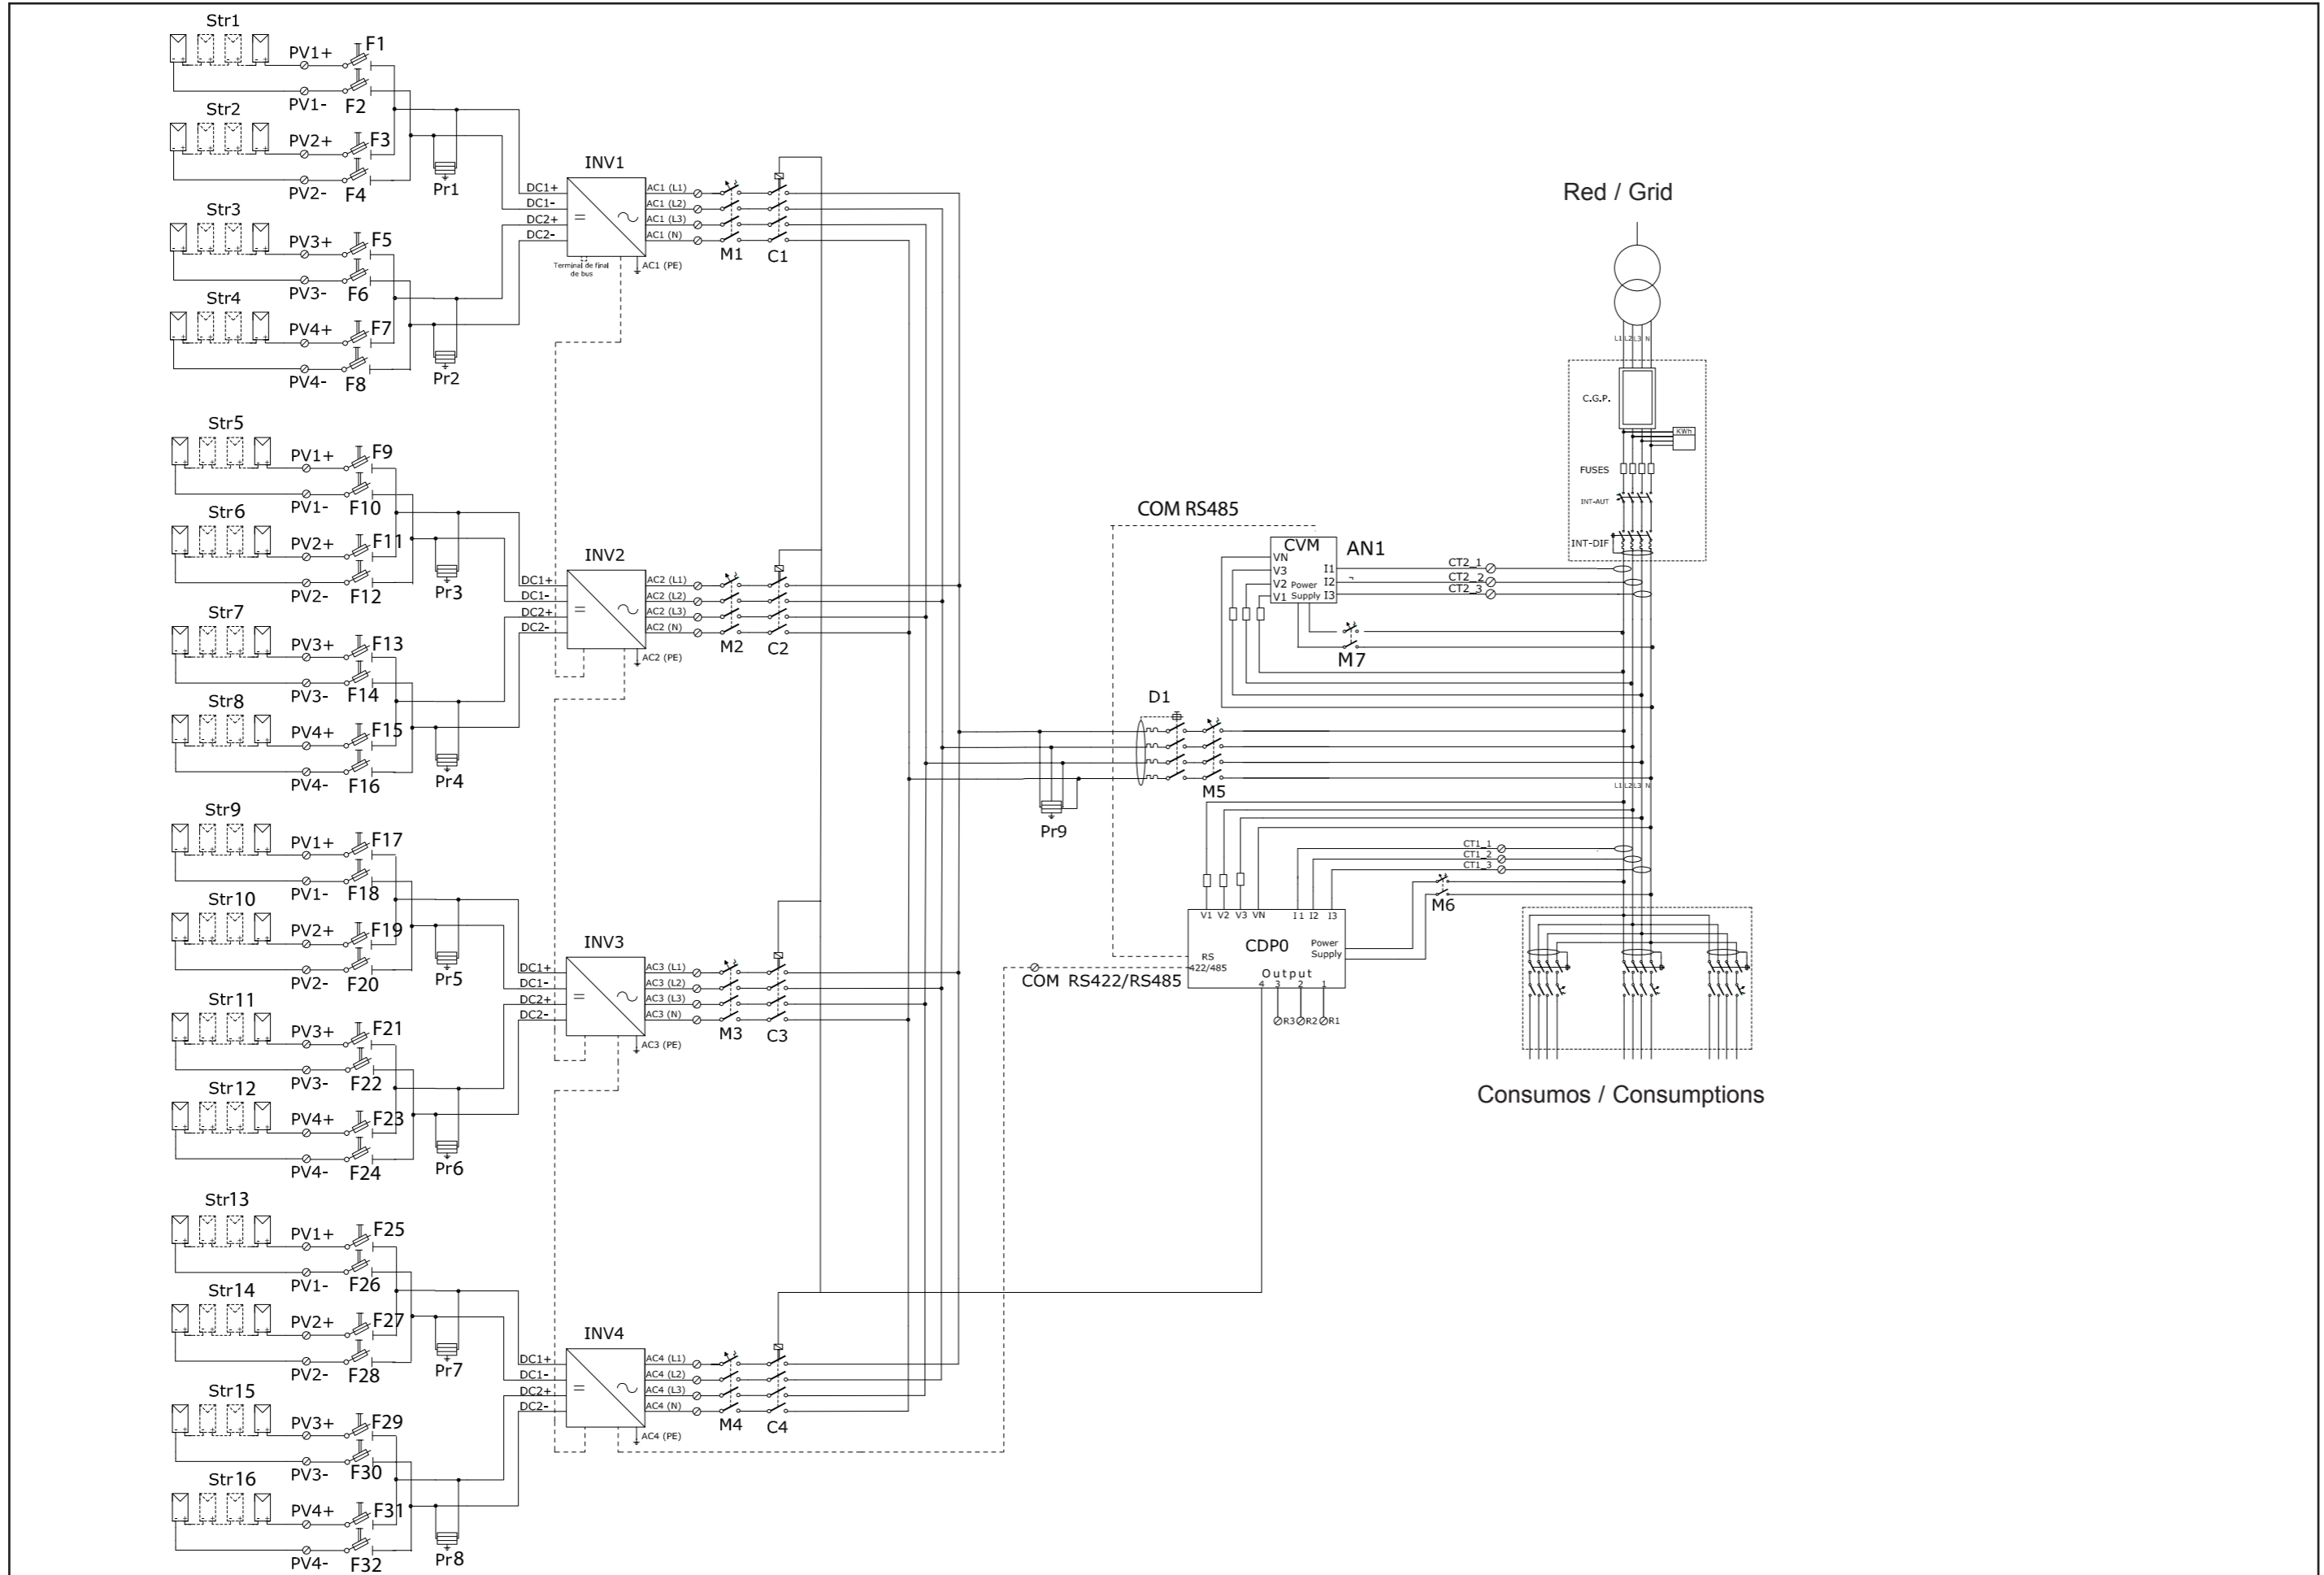 Str1
PV1+ F1
PV1- F2
Str2
PV2+ F3
PV2- F4
Pr1
Str3
PV3+ F5
PV3- F6
Str4
PV4+ F7
PV4- F8
Pr2
INV1
DC1+
DC1-
DC2+
DC2-
AC1 (L1)
AC1 (L2)
AC1 (L3)
AC1 (N)
AC1 (PE)
Terminal de final
de bus
M1 C1
Str5
PV1+ F9
PV1- F10
Str6
PV2+ F11
PV2- F12
Pr3
Str7
PV3+ F13
PV3- F14
Str8
PV4+ F15
PV4- F16
Pr4
INV2
DC1+
DC1-
DC2+
DC2-
AC2 (L1)
AC2 (L2)
AC2 (L3)
AC2 (N)
AC2 (PE)
M2 C2
Str9
PV1+ F17
PV1- F18
Str10
PV2+ F19
PV2- F20
Pr5
Str11
PV3+ F21
PV3- F22
Str12
PV4+ F23
PV4- F24
Pr6
INV3
DC1+
DC1-
DC2+
DC2-
AC3 (L1)
AC3 (L2)
AC3 (L3)
AC3 (N)
AC3 (PE)
M3 C3
Str13
PV1+ F25
PV1- F26
Str14
PV2+ F27
PV2- F28
Pr7
Str15
PV3+ F29
PV3- F30
Str16
PV4+ F31
PV4- F32
Pr8
INV4
DC1+
DC1-
DC2+
DC2-
AC4 (L1)
AC4 (L2)
AC4 (L3)
AC4 (N)
AC4 (PE)
M4 C4
Red / Grid
L1 L2 L3 N
C.G.P.
KWh
FUSES
INT-AUT
INT-DIF
COM RS485
CVM AN1
VN
V3
V2 Power
V1 Supply
I1
I2
I3
CT2_1
CT2_2
CT2_3
M7
D1
M5
Pr9
L1 L2 L3 N
CT1_1
CT1_2
CT1_3
M6
V1 V2 V3 VN I1 I2 I3
CDP0
Power
Supply
RS
422/485
Output
4 3 2 1
R3 R2 R1
COM RS422/RS485
Consumos / Consumptions